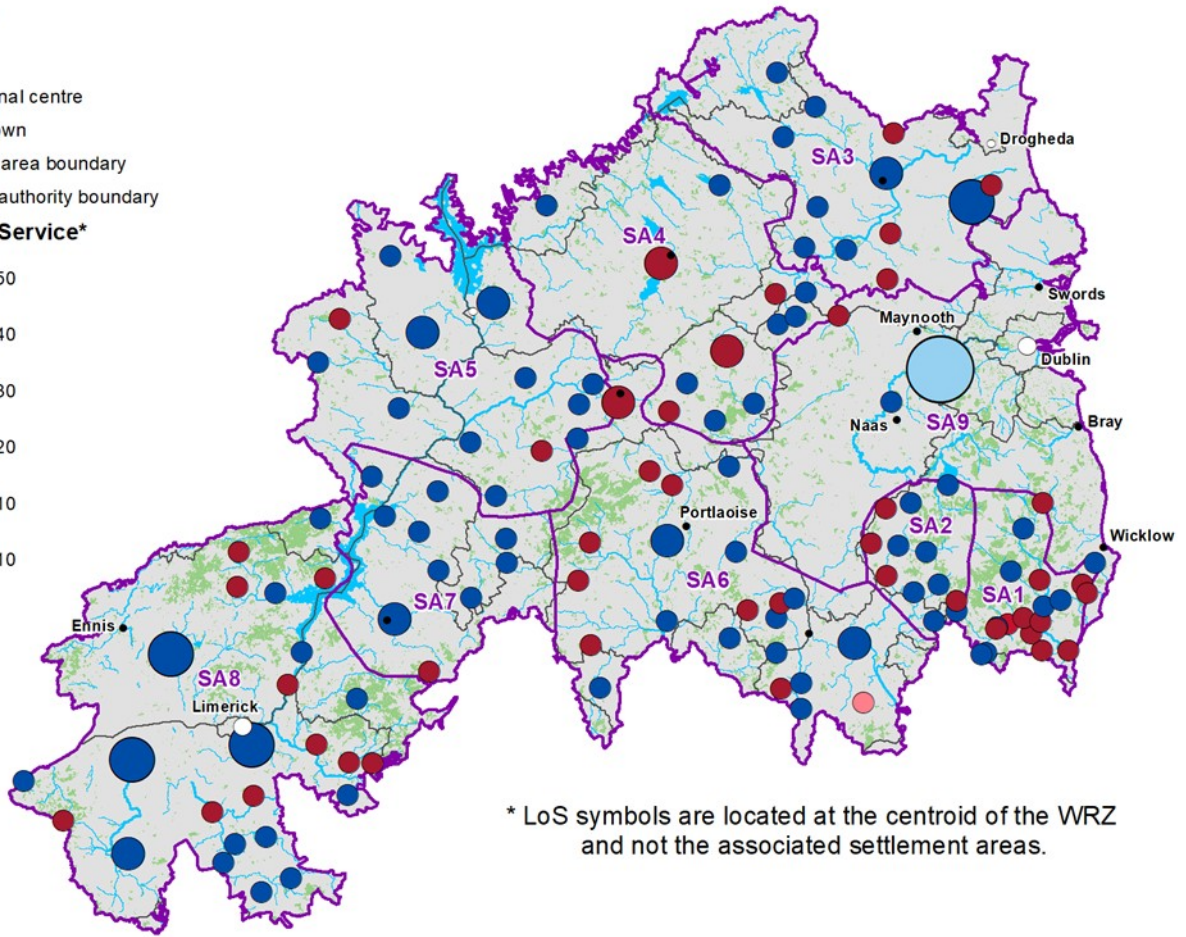 nal centre
own
area boundary
authority boundary
Service*
50
40
30
20
10
10
Drogheda
SA3
SA4
Swords
Maynooth
Dublin
SA5
Naas
SA9
Bray
Portlaoise
SA2
Wicklow
SA6
SA7
SA1
Ennis
SA8
Limerick
* LoS symbols are located at the centroid of the WRZ
and not the associated settlement areas.